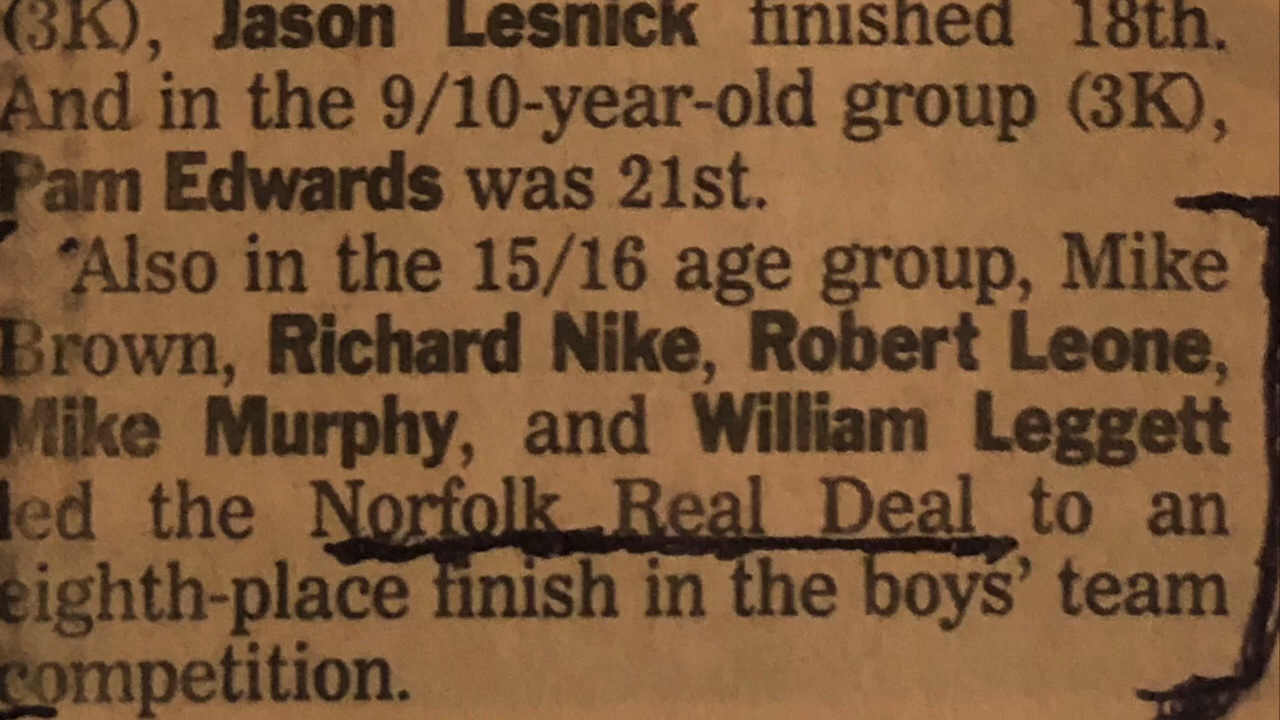 (3K), Jason Lesnick finished 18th.
And in the 9/10-year-old group (3K),
Pam Edwards was 21st.
Also in the 15/16 age group, Mike
Brown, Richard Nike, Robert Leone,
Mike Murphy, and William Leggett
led the Norfolk Real Deal to an
eighth-place finish in the boys' team
competition.